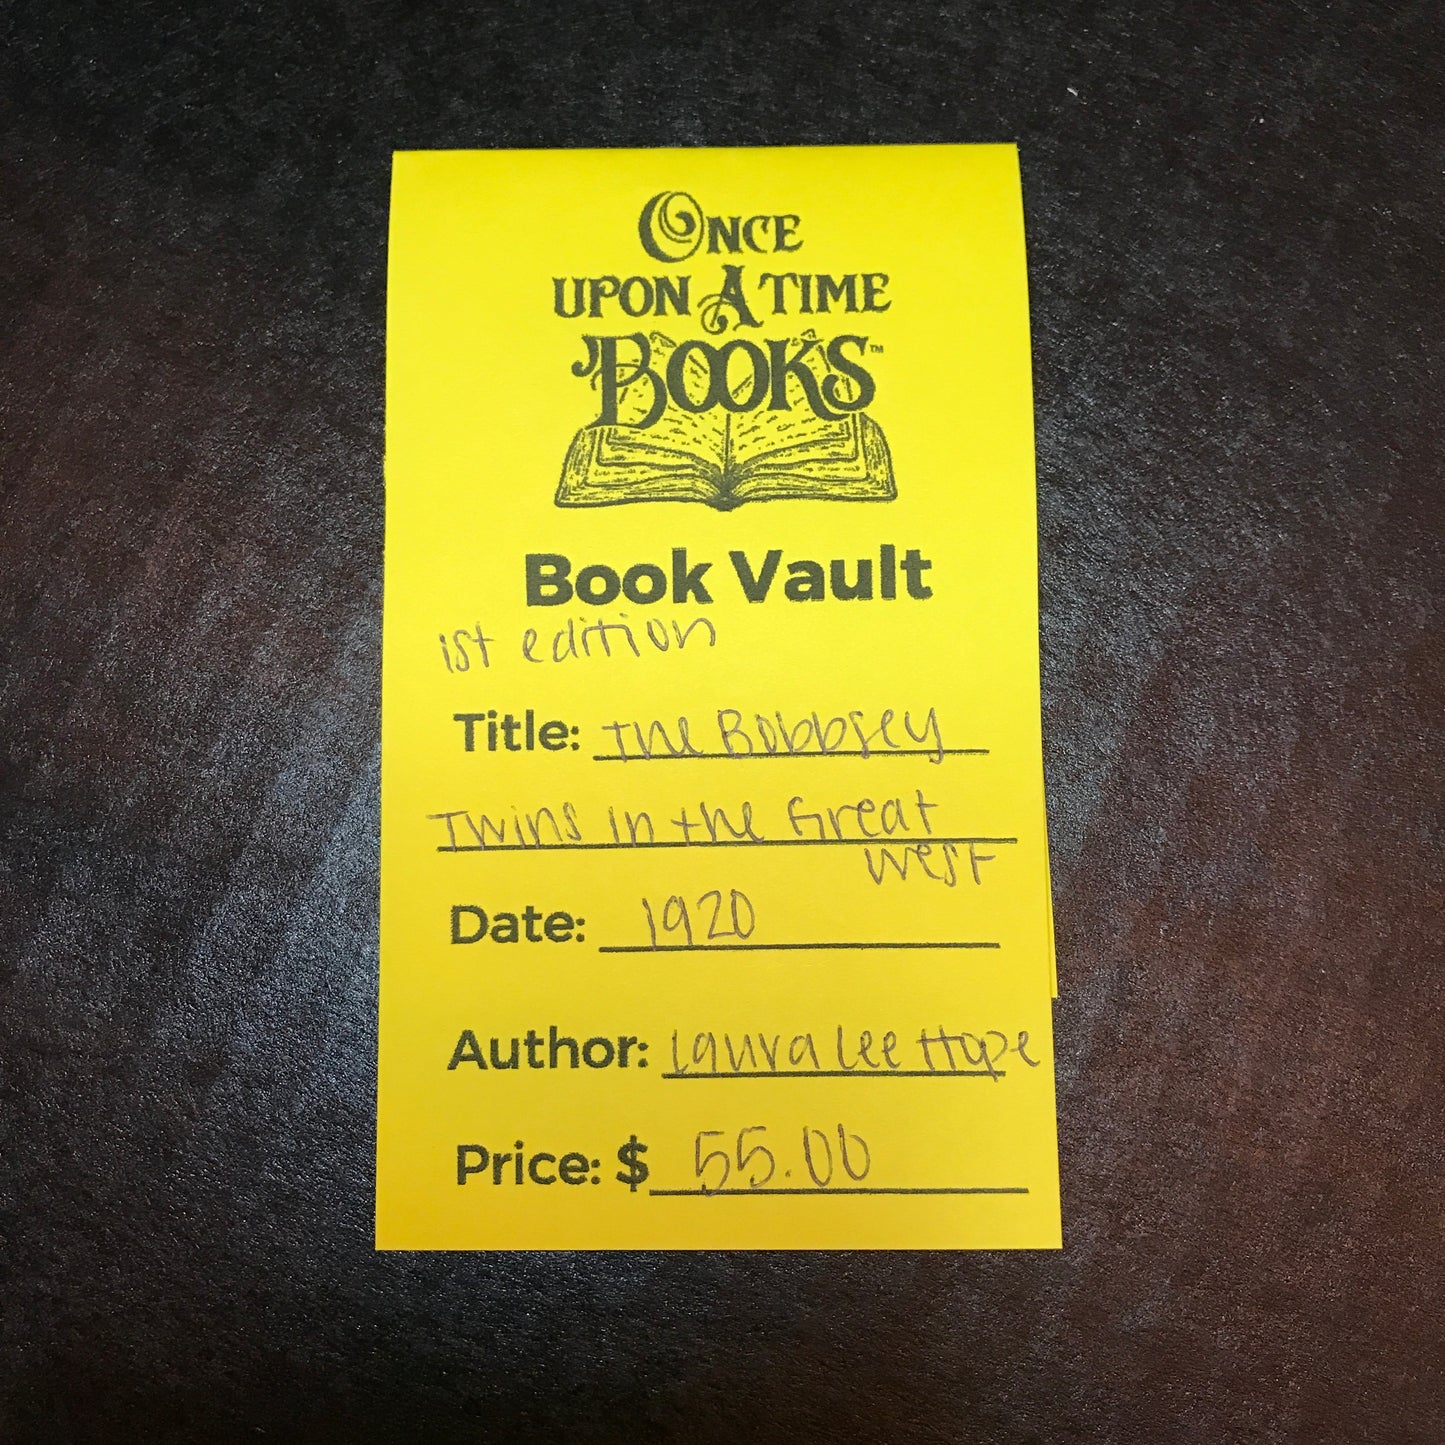 ONCE
UPON A TIME
BOOKS™
Book Vault
1st edition
Title: The Bobbsey
Twins in the Great
West
Date: 1920
Author: Laura Lee Hope
Price: $ 55.00